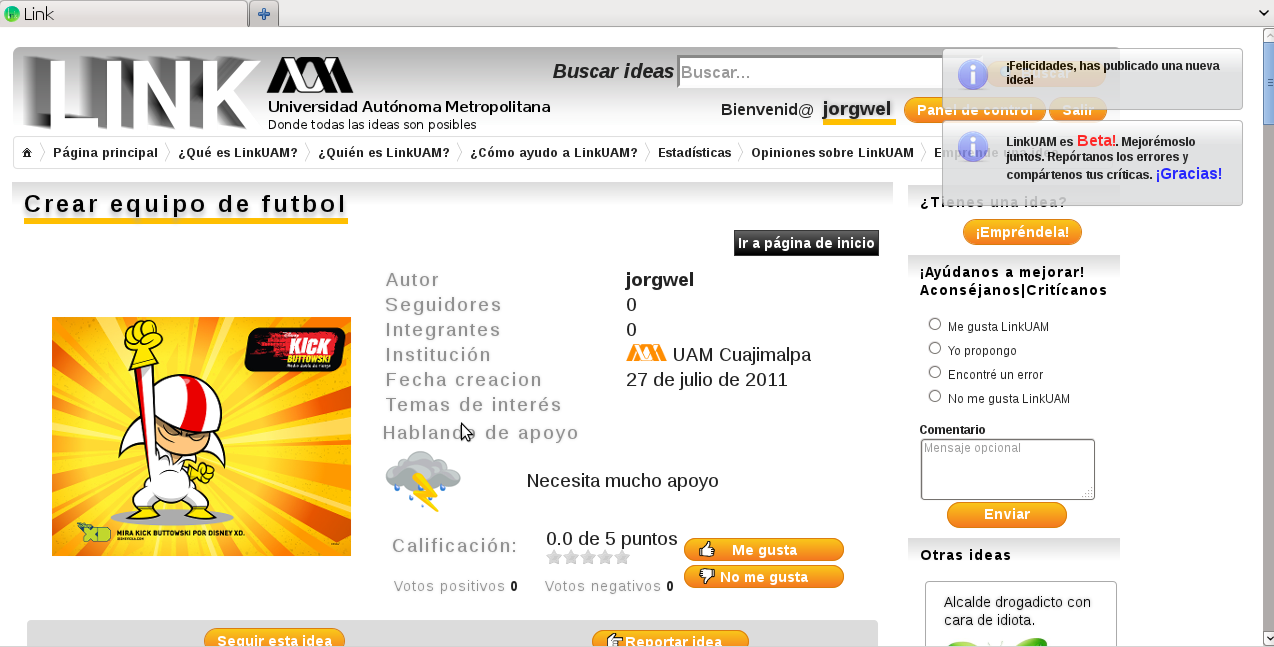 Link
LINK
Universidad Autónoma Metropolitana
Donde todas las ideas son posibles
Buscar ideas
Buscar...
Bienvenid@ jorgwel
Panel de control
Salir
¡Felicidades, has publicado una nueva
idea!
LinkUAM es Beta!. Mejorémoslo
juntos. Repórtanos los errores y
compártenos tus críticas. ¡Gracias!
Página principal
¿Qué es LinkUAM?
¿Quién es LinkUAM?
¿Cómo ayudo a LinkUAM?
Estadísticas
Opiniones sobre LinkUAM
Emprende una idea
Crear equipo de futbol
Ir a página de inicio
Autor jorgwel
Seguidores 0
Integrantes 0
Institución UAM Cuajimalpa
Fecha creacion 27 de julio de 2011
Temas de interés
Hablando de apoyo
Necesita mucho apoyo
Calificación: 0.0 de 5 puntos
Me gusta
No me gusta
Votos positivos 0
Votos negativos 0
Seguir esta idea
Reportar idea
Disney
KICK
BUTTOWSKI
XD
MIRA KICK BUTTOWSKI POR DISNEY XD.
¿Tienes una idea?
¡Empréndela!
¡Ayúdanos a mejorar!
Aconséjanos|Critícanos
Me gusta LinkUAM
Yo propongo
Encontré un error
No me gusta LinkUAM
Comentario
Mensaje opcional
Enviar
Otras ideas
Alcalde drogadicto con
cara de idiota.